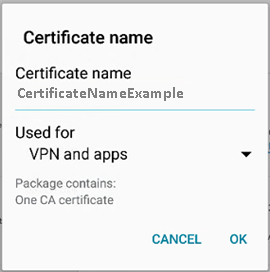 Certificate name
Certificate name
CertificateNameExample
Used for
VPN and apps
Package contains:
One CA certificate
CANCEL OK